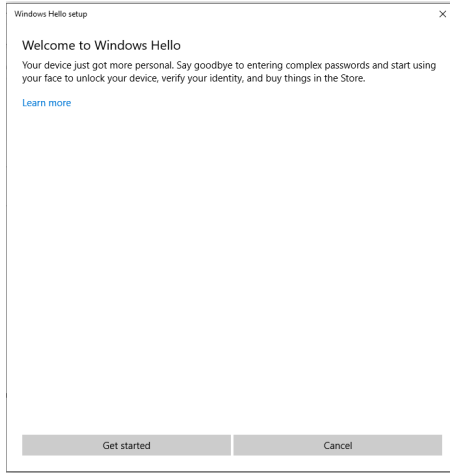 Windows Hello setup
Welcome to Windows Hello
Your device just got more personal. Say goodbye to entering complex passwords and start using
your face to unlock your device, verify your identity, and buy things in the Store.
Learn more
Get started
Cancel